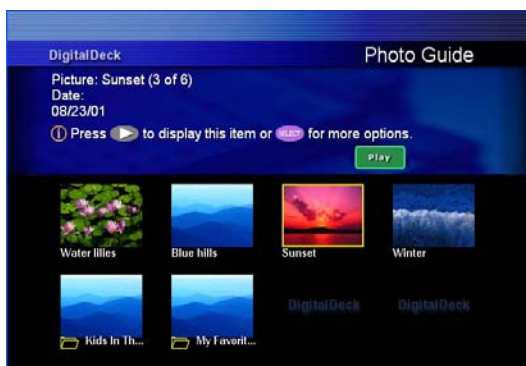 DigitalDeck
Photo Guide
Picture: Sunset (3 of 6)
Date:
08/23/01
Press to display this item or SELECT for more options.
Play
Water lilies
Blue hills
Sunset
Winter
Kids In Th...
My Favorit...
DigitalDeck
DigitalDeck